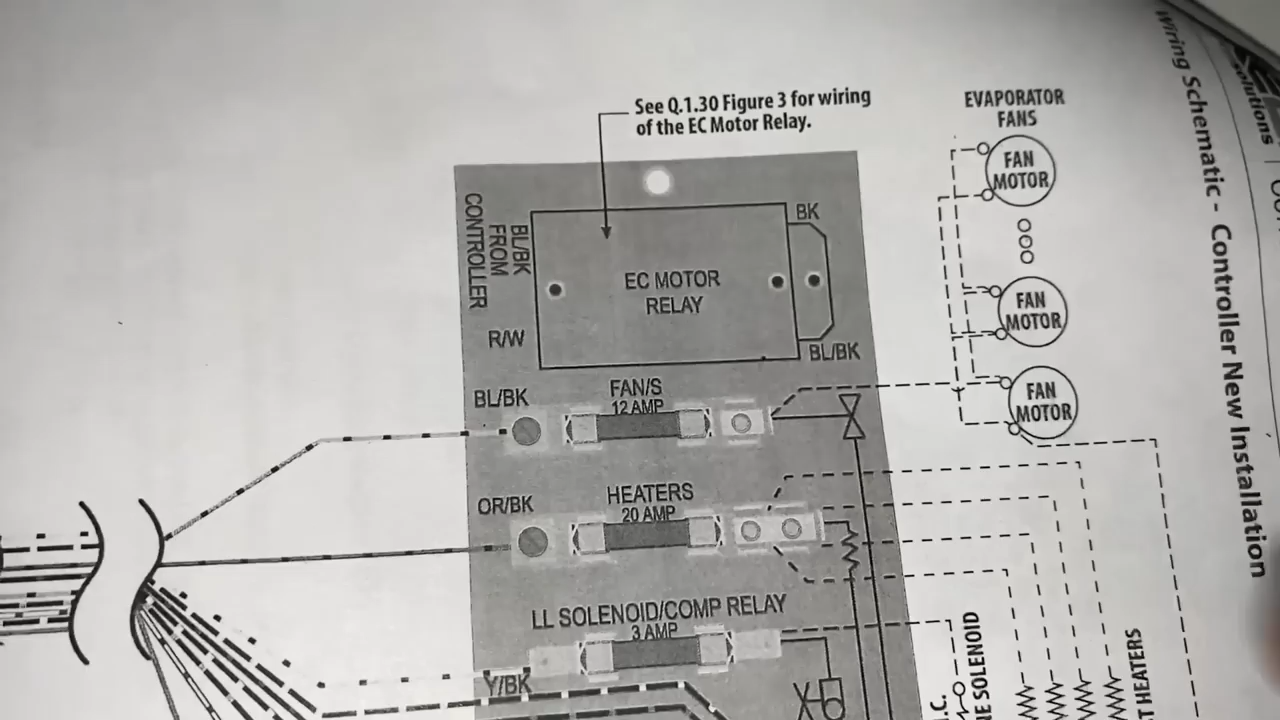 See Q.1.30 Figure 3 for wiring
of the EC Motor Relay.
EVAPORATOR
FANS
FAN
MOTOR
FAN
MOTOR
FAN
MOTOR
BL/BK
FROM
CONTROLLER
R/W
BK
EC MOTOR
RELAY
BL/BK
BL/BK
FAN/S
12 AMP
OR/BK
HEATERS
20 AMP
LL SOLENOID/COMP RELAY
3 AMP
Y/BK
HEATERS
Wiring Schematic - Controller New Installation